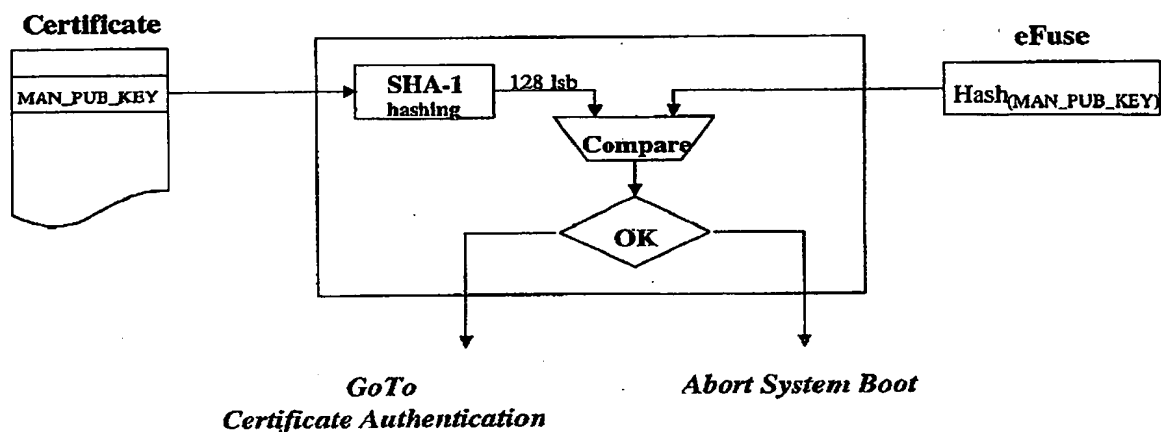 Certificate
eFuse
MAN_PUB_KEY
SHA-1
hashing
128 lsb
Hash(MAN_PUB_KEY)
Compare
OK
GoTo
Certificate Authentication
Abort System Boot